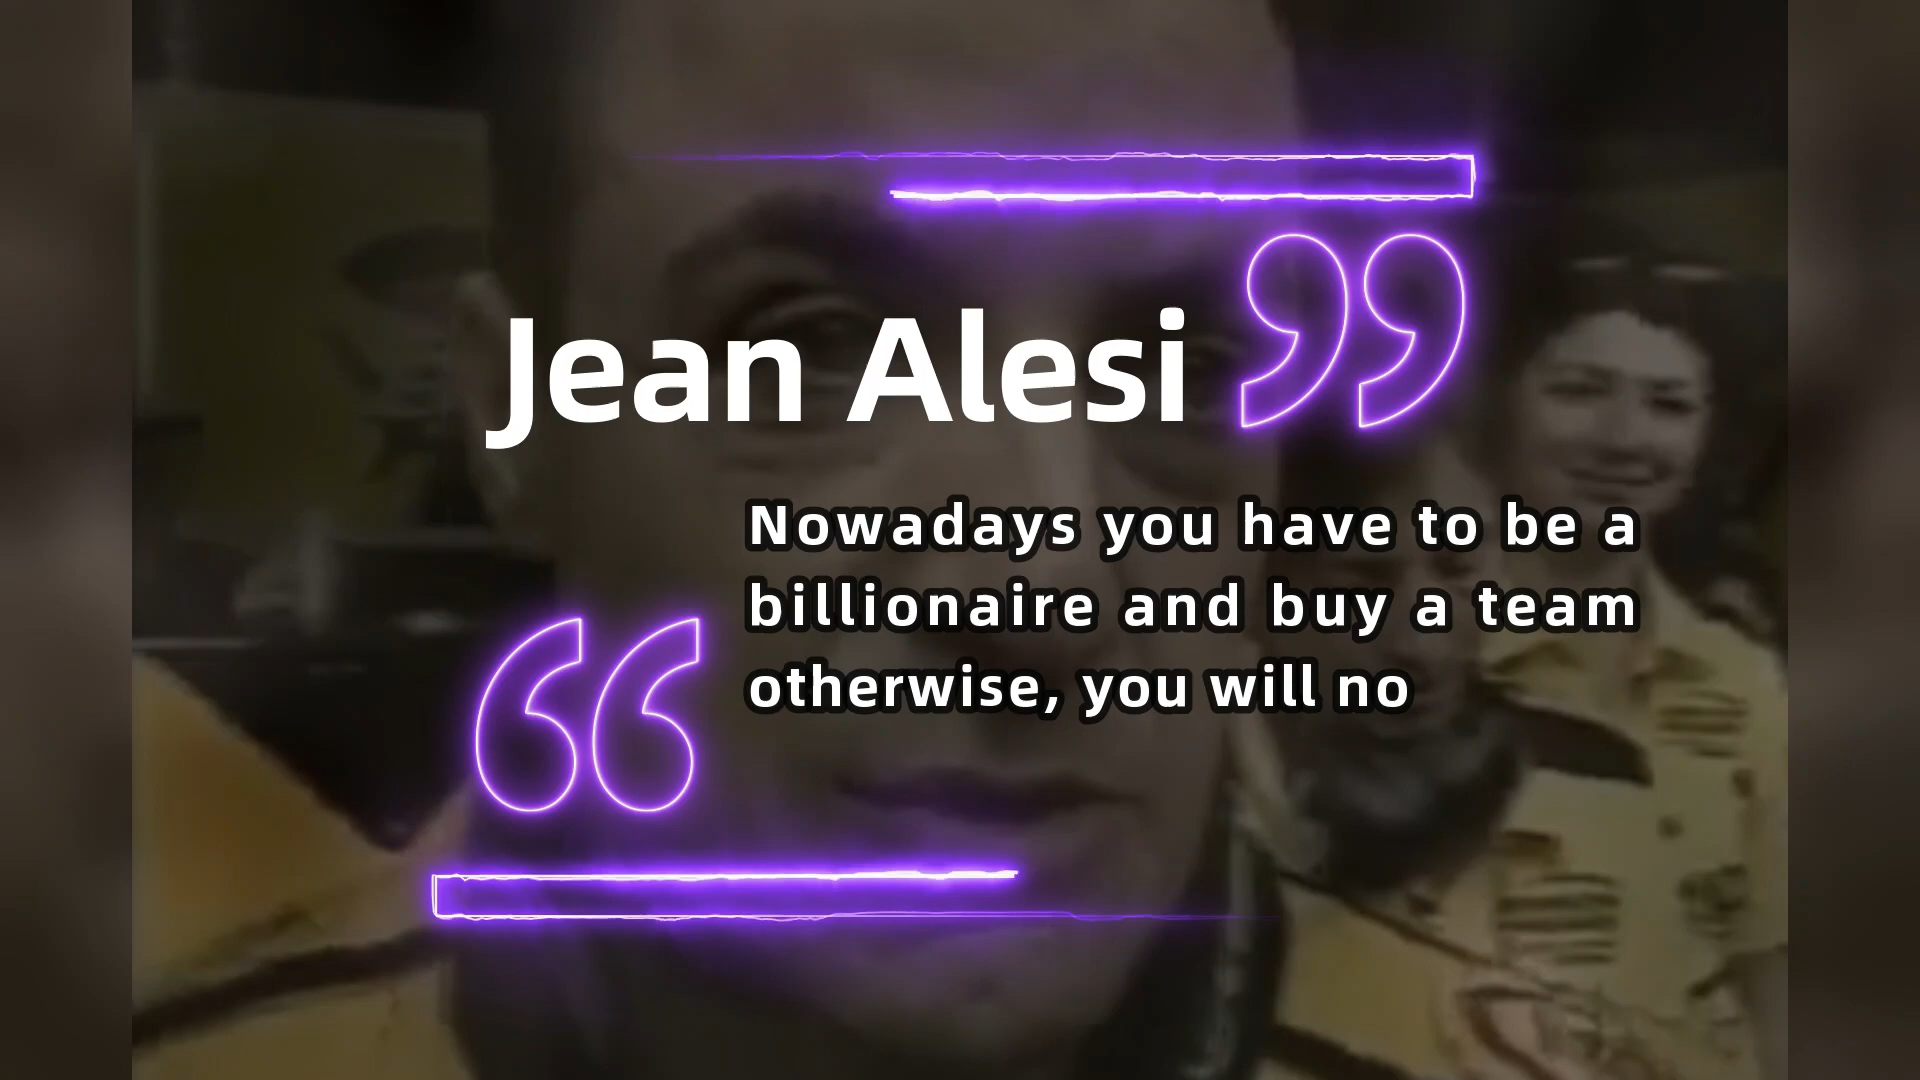 Jean Alesi
Nowadays you have to be a
billionaire and buy a team
otherwise, you will no